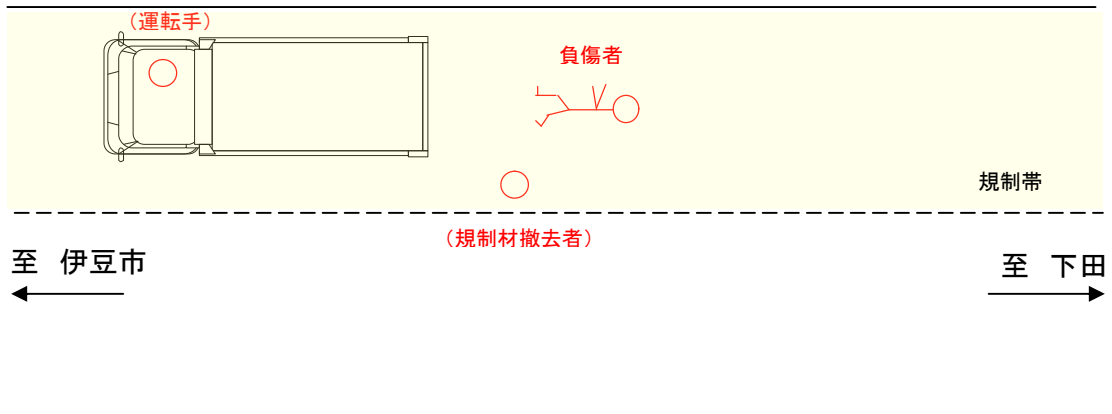 （運転手）
負傷者
規制帯
（規制材撤去者）
至 伊豆市
至 下田